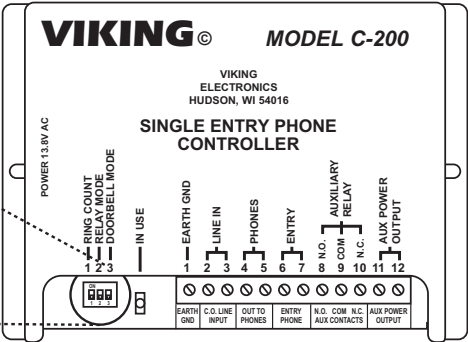 VIKING© MODEL C-200
VIKING
ELECTRONICS
HUDSON, WI 54016
SINGLE ENTRY PHONE
CONTROLLER
POWER 13.8V AC
RING COUNT
RELAY MODE
DOORBELL MODE
IN USE
EARTH GND
LINE IN
PHONES
ENTRY
AUXILIARY
RELAY
N.O.
COM
N.C.
AUX POWER
OUTPUT
1 2 3
1 2 3 4 5 6 7 8 9 10 11 12
ON
1 2 3
EARTH
GND
C.O. LINE
INPUT
OUT TO
PHONES
ENTRY
PHONE
N.O. COM N.C.
AUX CONTACTS
AUX POWER
OUTPUT